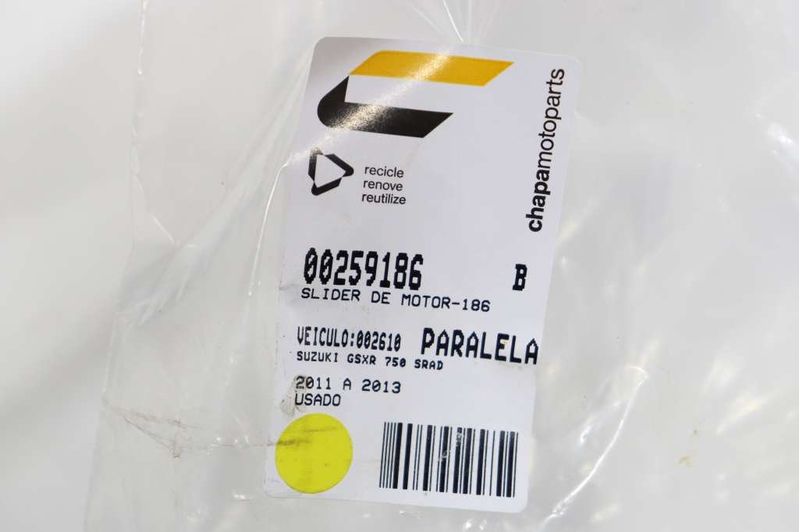 chapamotoparts
recicle
renove
reutilize
00259186 B
SLIDER DE MOTOR-186
VEICULO:002610 PARALELA
SUZUKI GSXR 750 SRAD
2011 A 2013
USADO